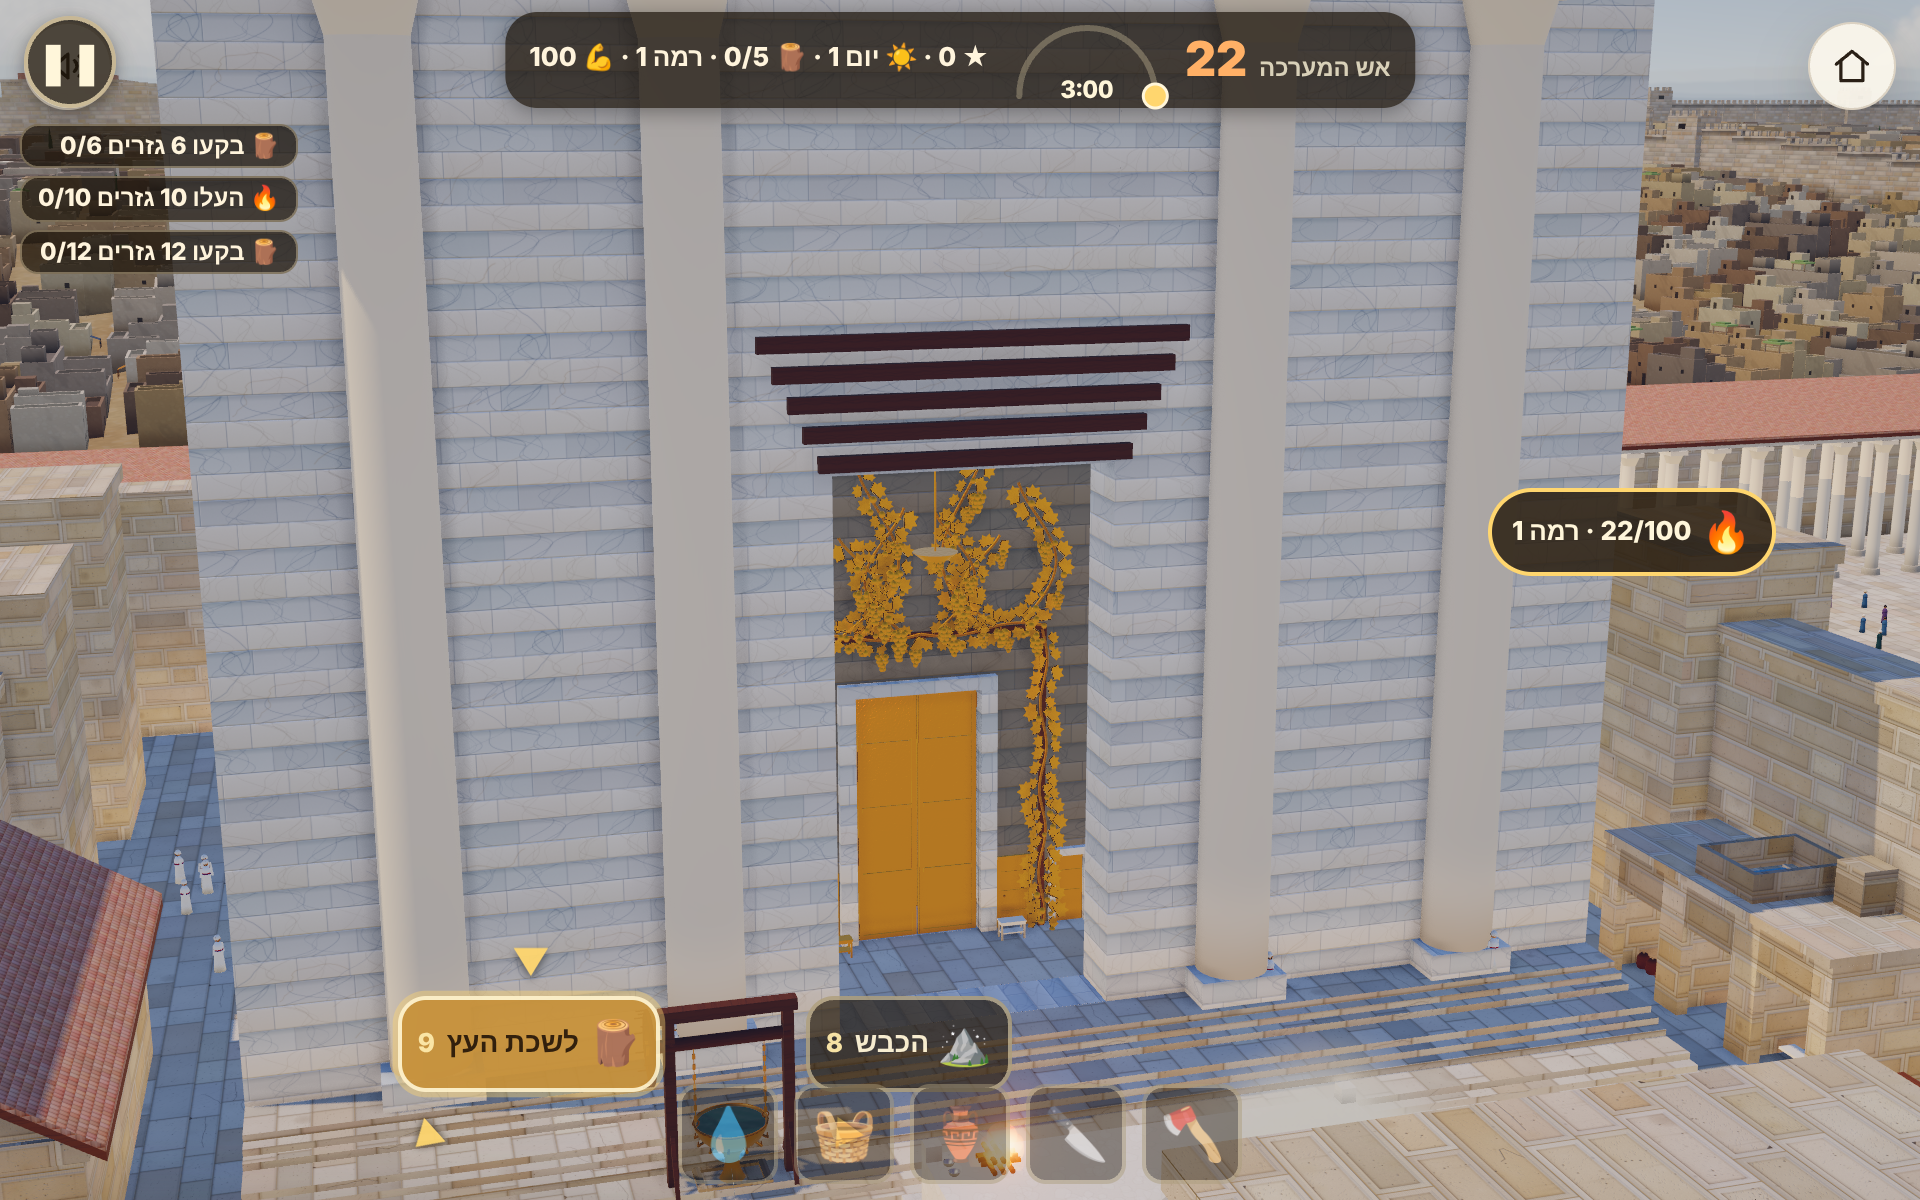 אש המערכה 22
3:00
★ 0 · ☀️ יום 1 · 🪵 0/5 · רמה 1 · 💪 100
🪵 בקעו 6 גזרים 0/6
🔥 העלו 10 גזרים 0/10
🪵 בקעו 12 גזרים 0/12
🔥 22/100 · רמה 1
הכבש 8
לשכת העץ 9